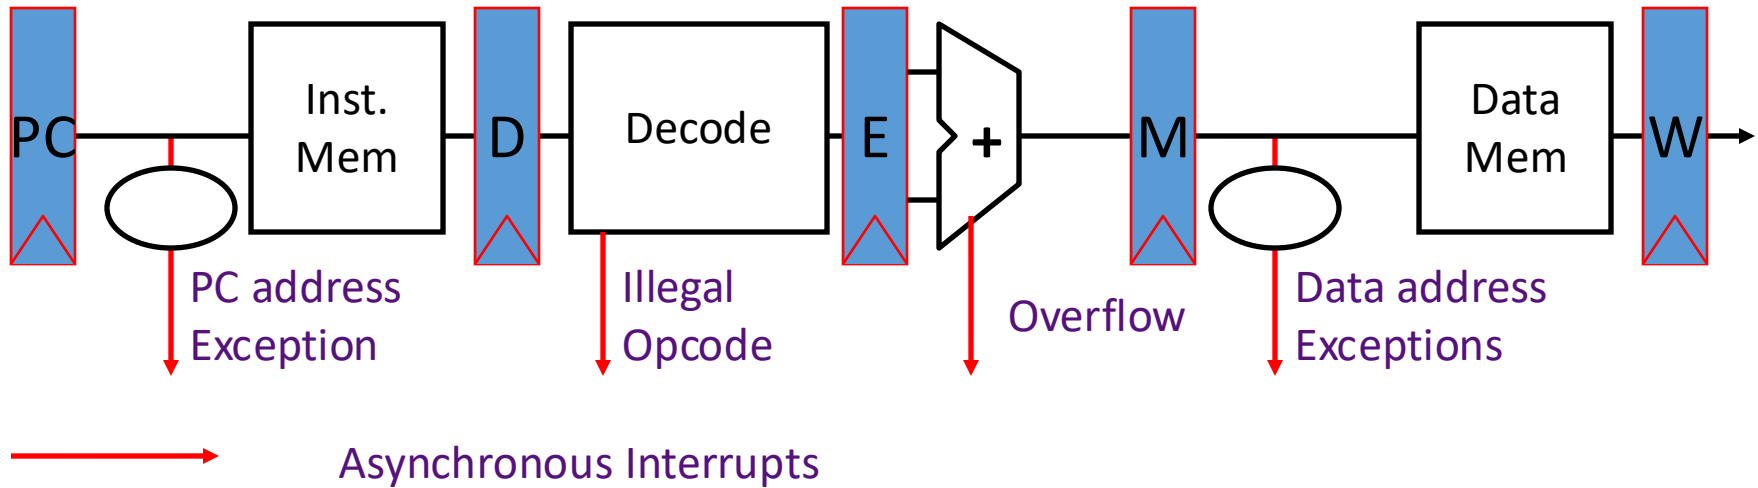 PC
Inst.
Mem
D
Decode
E
+
M
Data
Mem
W
PC address
Exception
Illegal
Opcode
Overflow
Data address
Exceptions
Asynchronous Interrupts